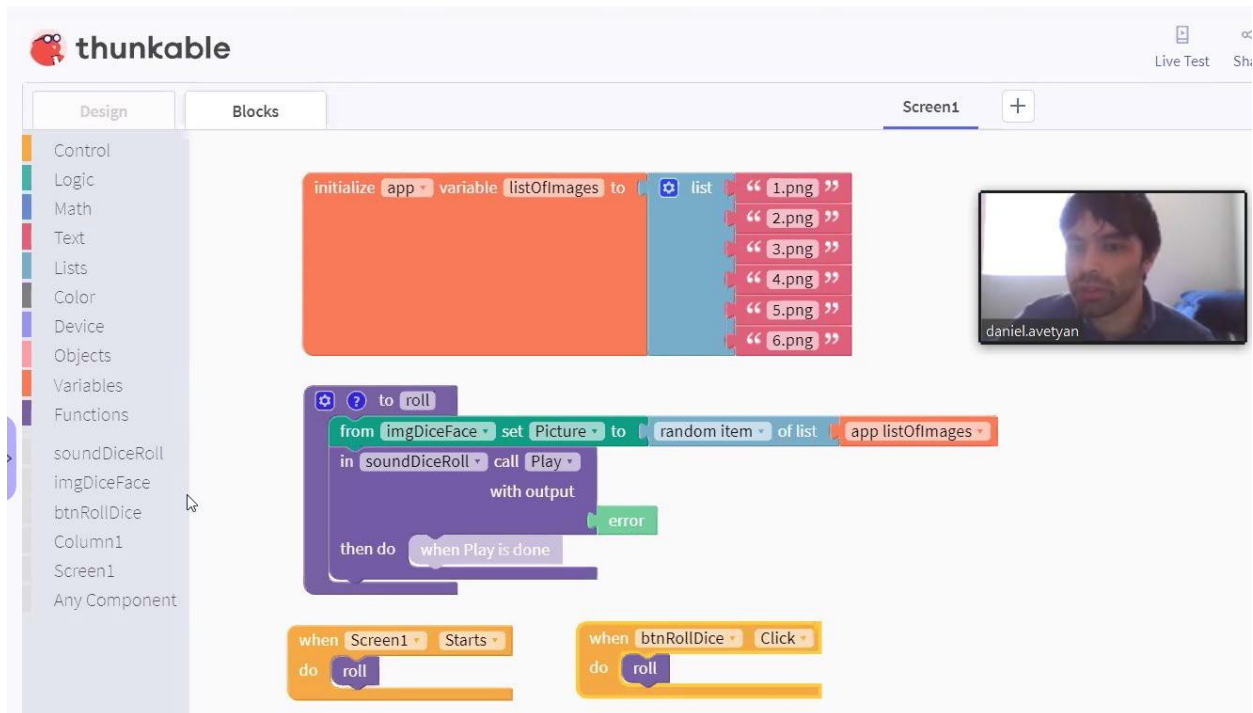 thunkable
Live Test
Design
Blocks
Screen1
+
Control
Logic
Math
Text
Lists
Color
Device
Objects
Variables
Functions
soundDiceRoll
imgDiceFace
btnRollDice
Column1
Screen1
Any Component
initialize app variable listOfImages to list “ 1.png ”
“ 2.png ”
“ 3.png ”
“ 4.png ”
“ 5.png ”
“ 6.png ”
daniel.avetyan
? to roll
from imgDiceFace set Picture to random item of list app listOfImages
in soundDiceRoll call Play
with output
error
then do when Play is done
when Screen1 Starts
do roll
when btnRollDice Click
do roll